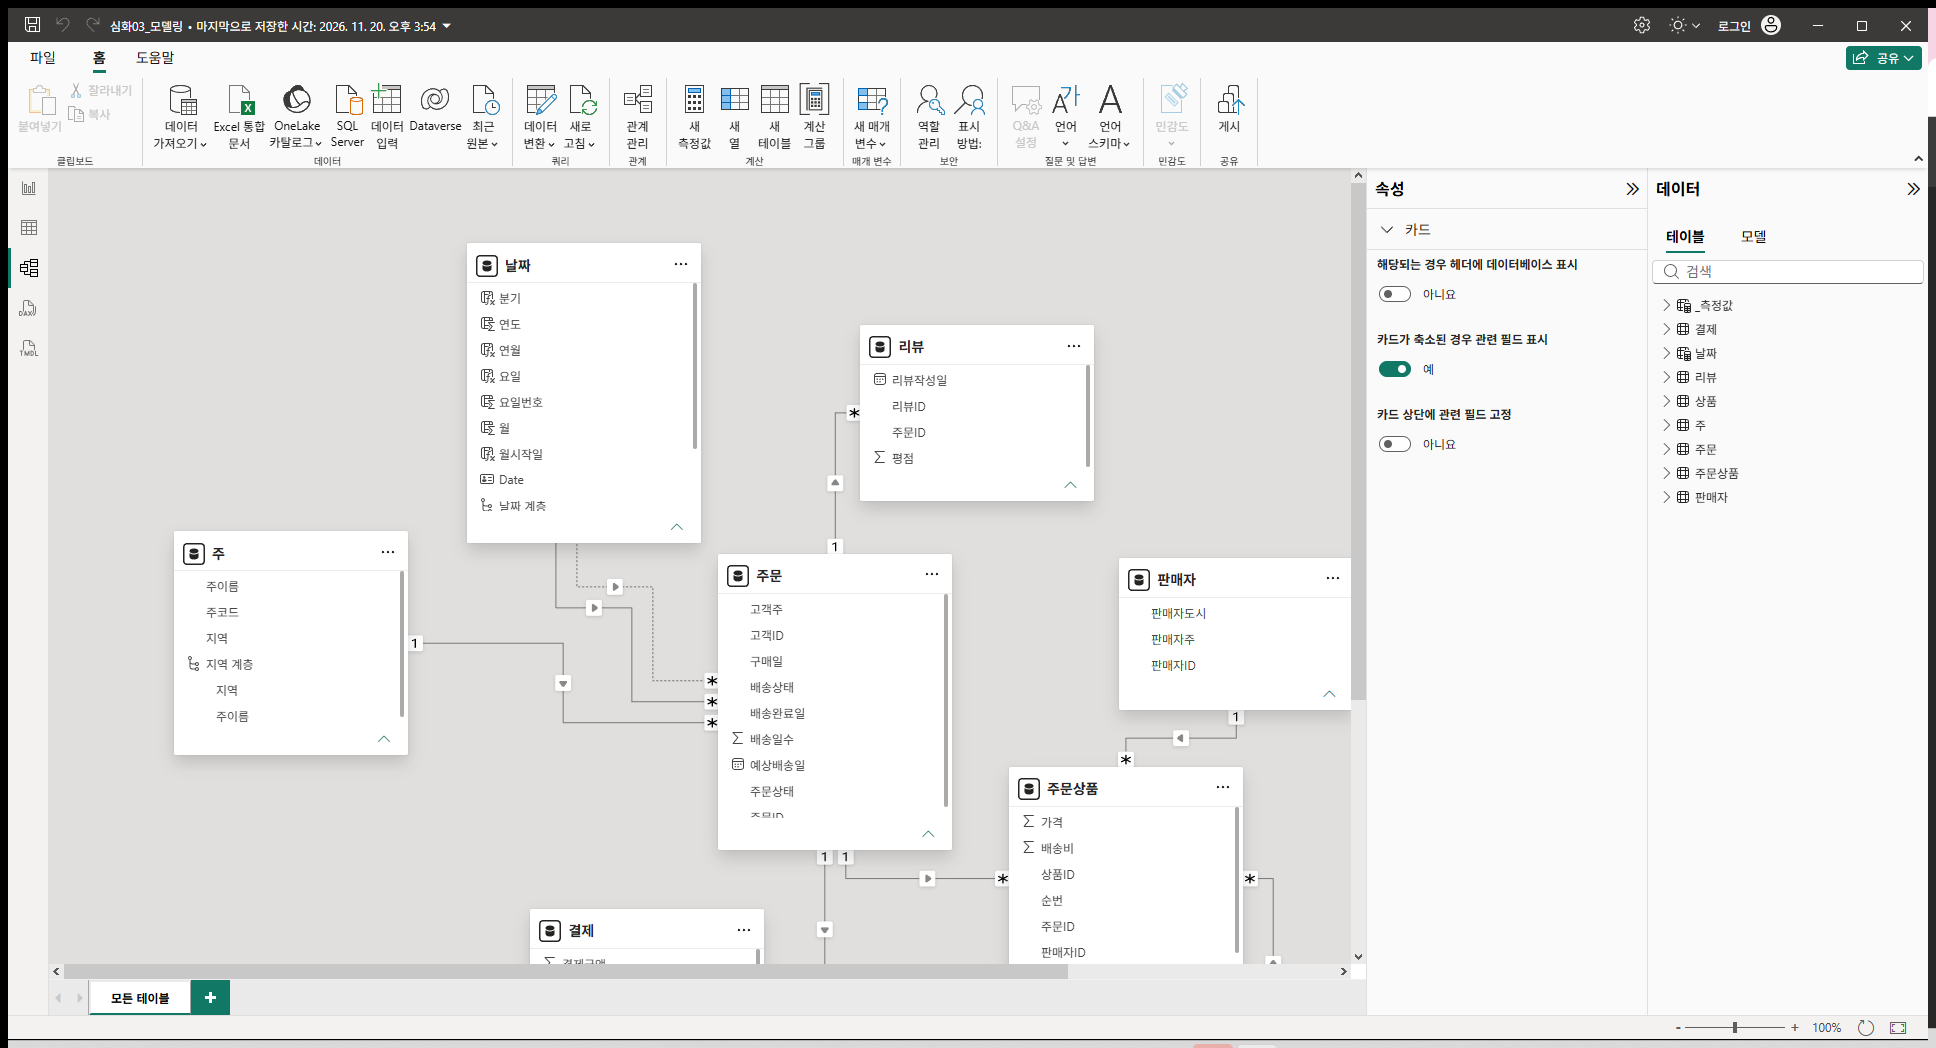 심화03_모델링 • 마지막으로 저장한 시간: 2026. 11. 20. 오후 3:54
로그인
파일 홈 도움말
공유
붙여넣기
잘라내기
복사
클립보드
데이터 가져오기
Excel 통합 문서
OneLake 카탈로그
SQL Server
데이터 입력
Dataverse
최근 원본
데이터
데이터 변환
새로 고침
쿼리
관계 관리
관계
새 측정값
새 열
새 테이블
계산 그룹
계산
새 매개 변수
매개 변수
역할 관리
표시 방법:
보안
Q&A 설정
언어
언어 스키마
질문 및 답변
민감도
민감도
게시
공유
DAX
TMDL
날짜
분기
연도
연월
요일
요일번호
월
월시작일
Date
날짜 계층
리뷰
리뷰작성일
리뷰ID
주문ID
평점
주
주이름
주코드
지역
지역 계층
지역
주이름
주문
고객주
고객ID
구매일
배송상태
배송완료일
배송일수
예상배송일
주문상태
주문ID
판매자
판매자도시
판매자주
판매자ID
주문상품
가격
배송비
상품ID
순번
주문ID
판매자ID
결제
결제금액
1
*
*
*
*
1
1
*
1
1
*
*
모든 테이블
+
속성
카드
해당되는 경우 헤더에 데이터베이스 표시
아니요
카드가 축소된 경우 관련 필드 표시
예
카드 상단에 관련 필드 고정
아니요
데이터
테이블 모델
검색
_측정값
결제
날짜
리뷰
상품
주
주문
주문상품
판매자
- + 100%